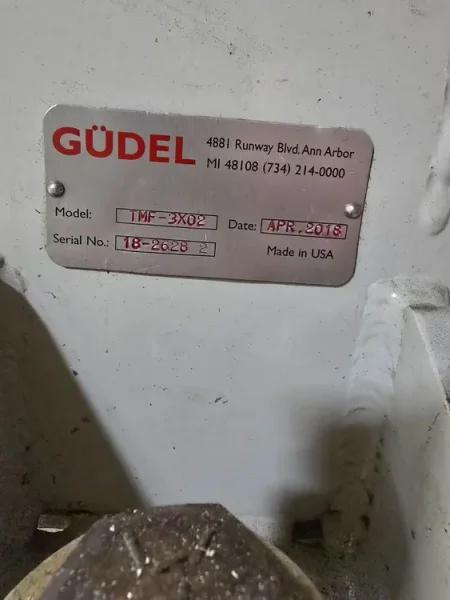 GÜDEL
4881 Runway Blvd. Ann Arbor
MI 48108 (734) 214-0000
Model: TMF-3X02 Date: APR.2018
Serial No.: 18-2628 2
Made in USA